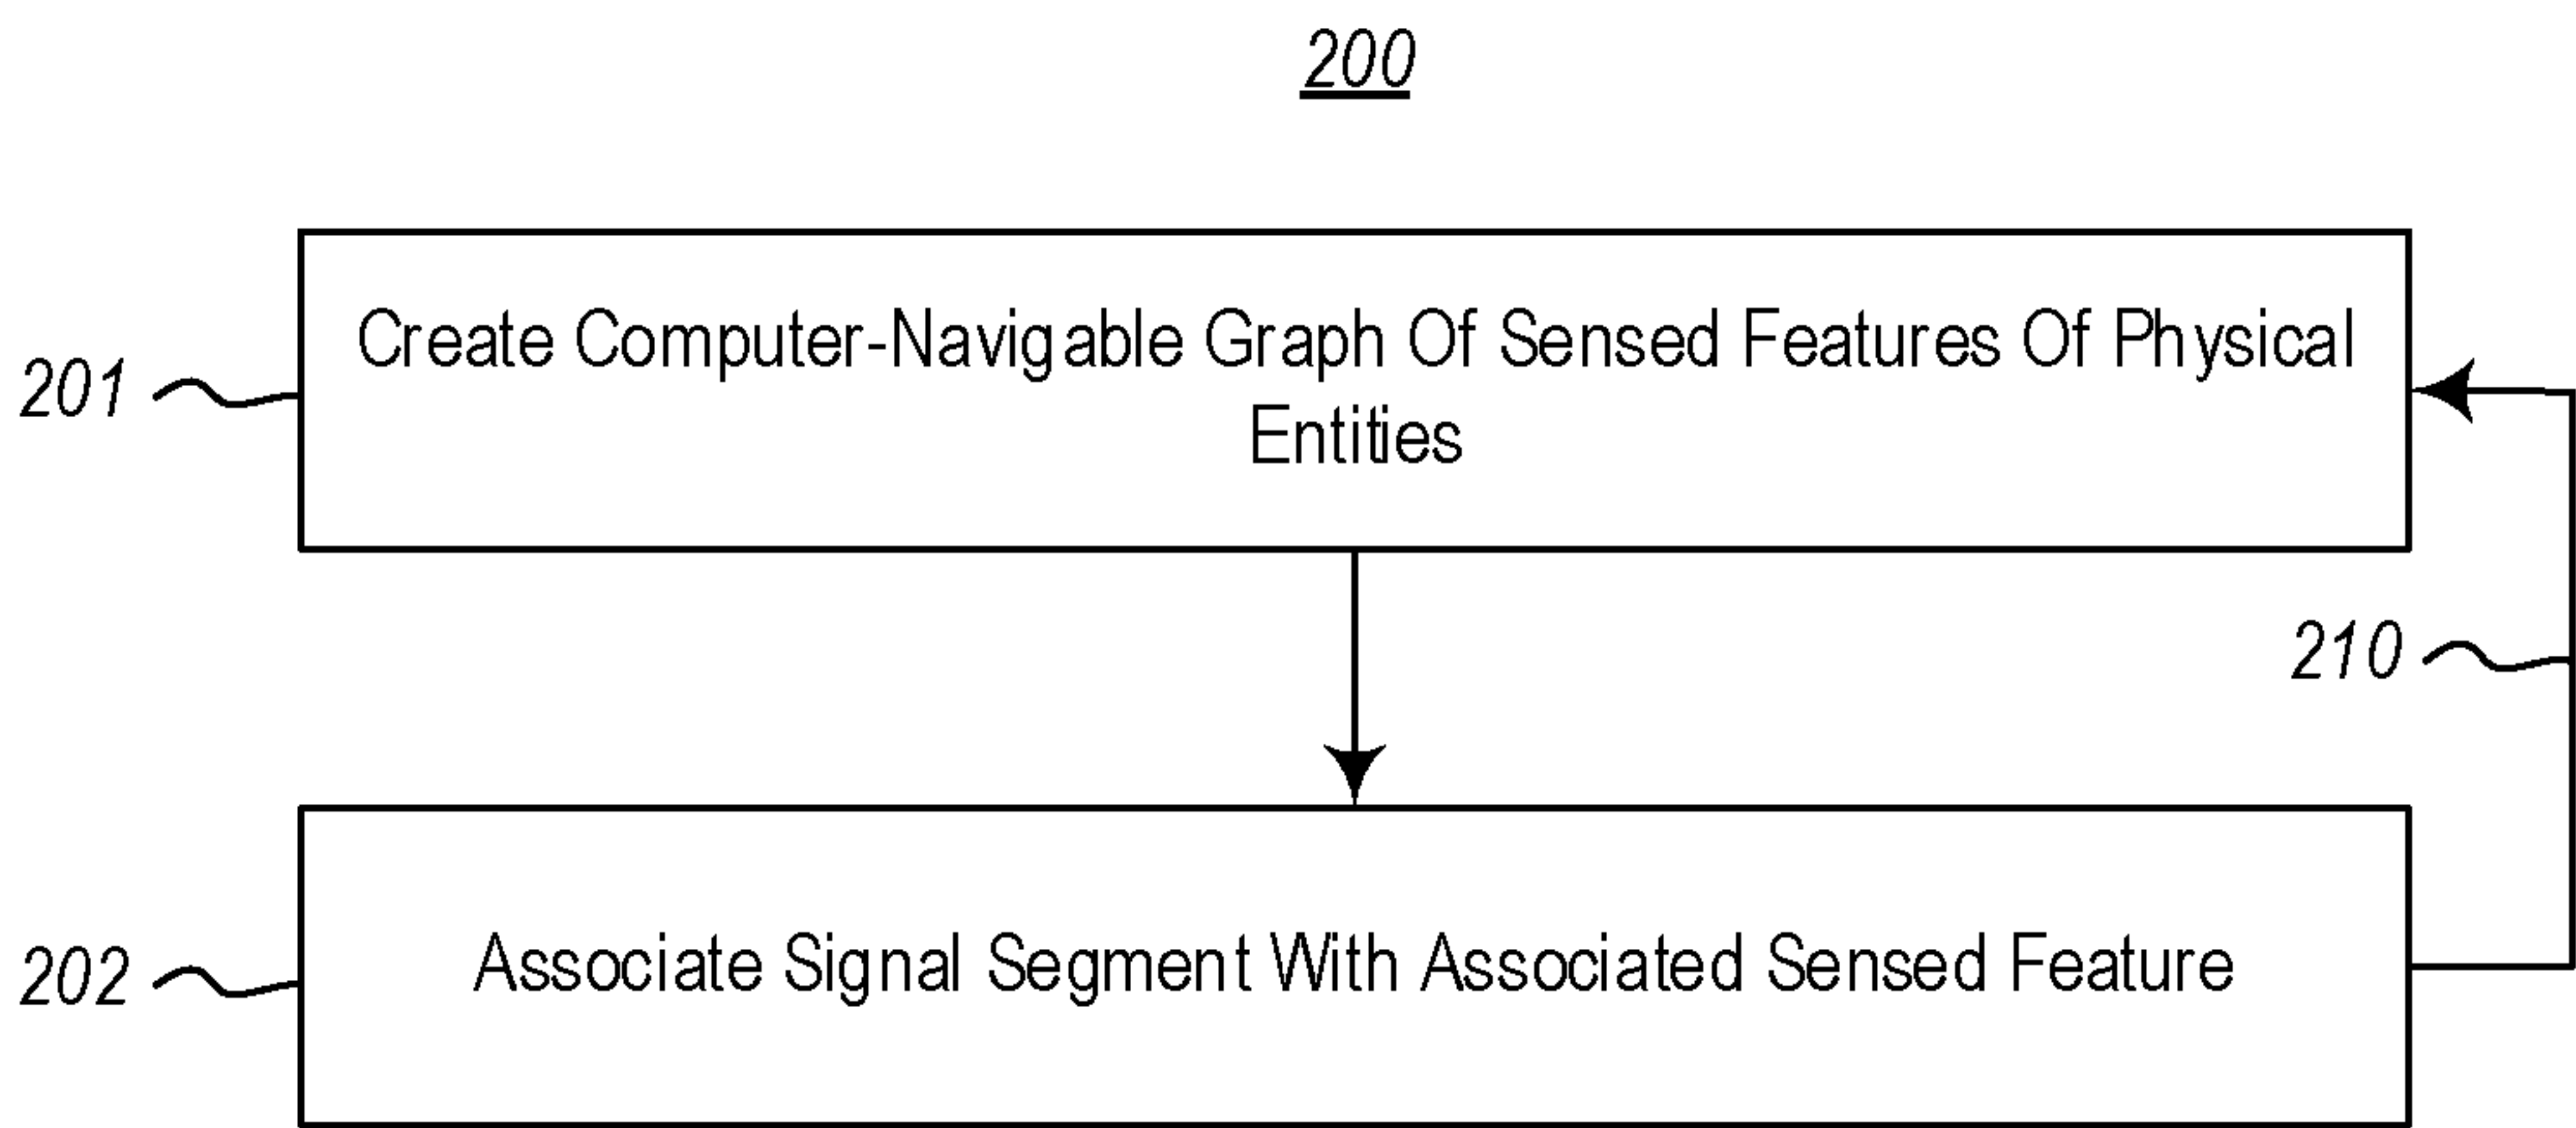 200
201
Create Computer-Navigable Graph Of Sensed Features Of Physical
Entities
210
202
Associate Signal Segment With Associated Sensed Feature